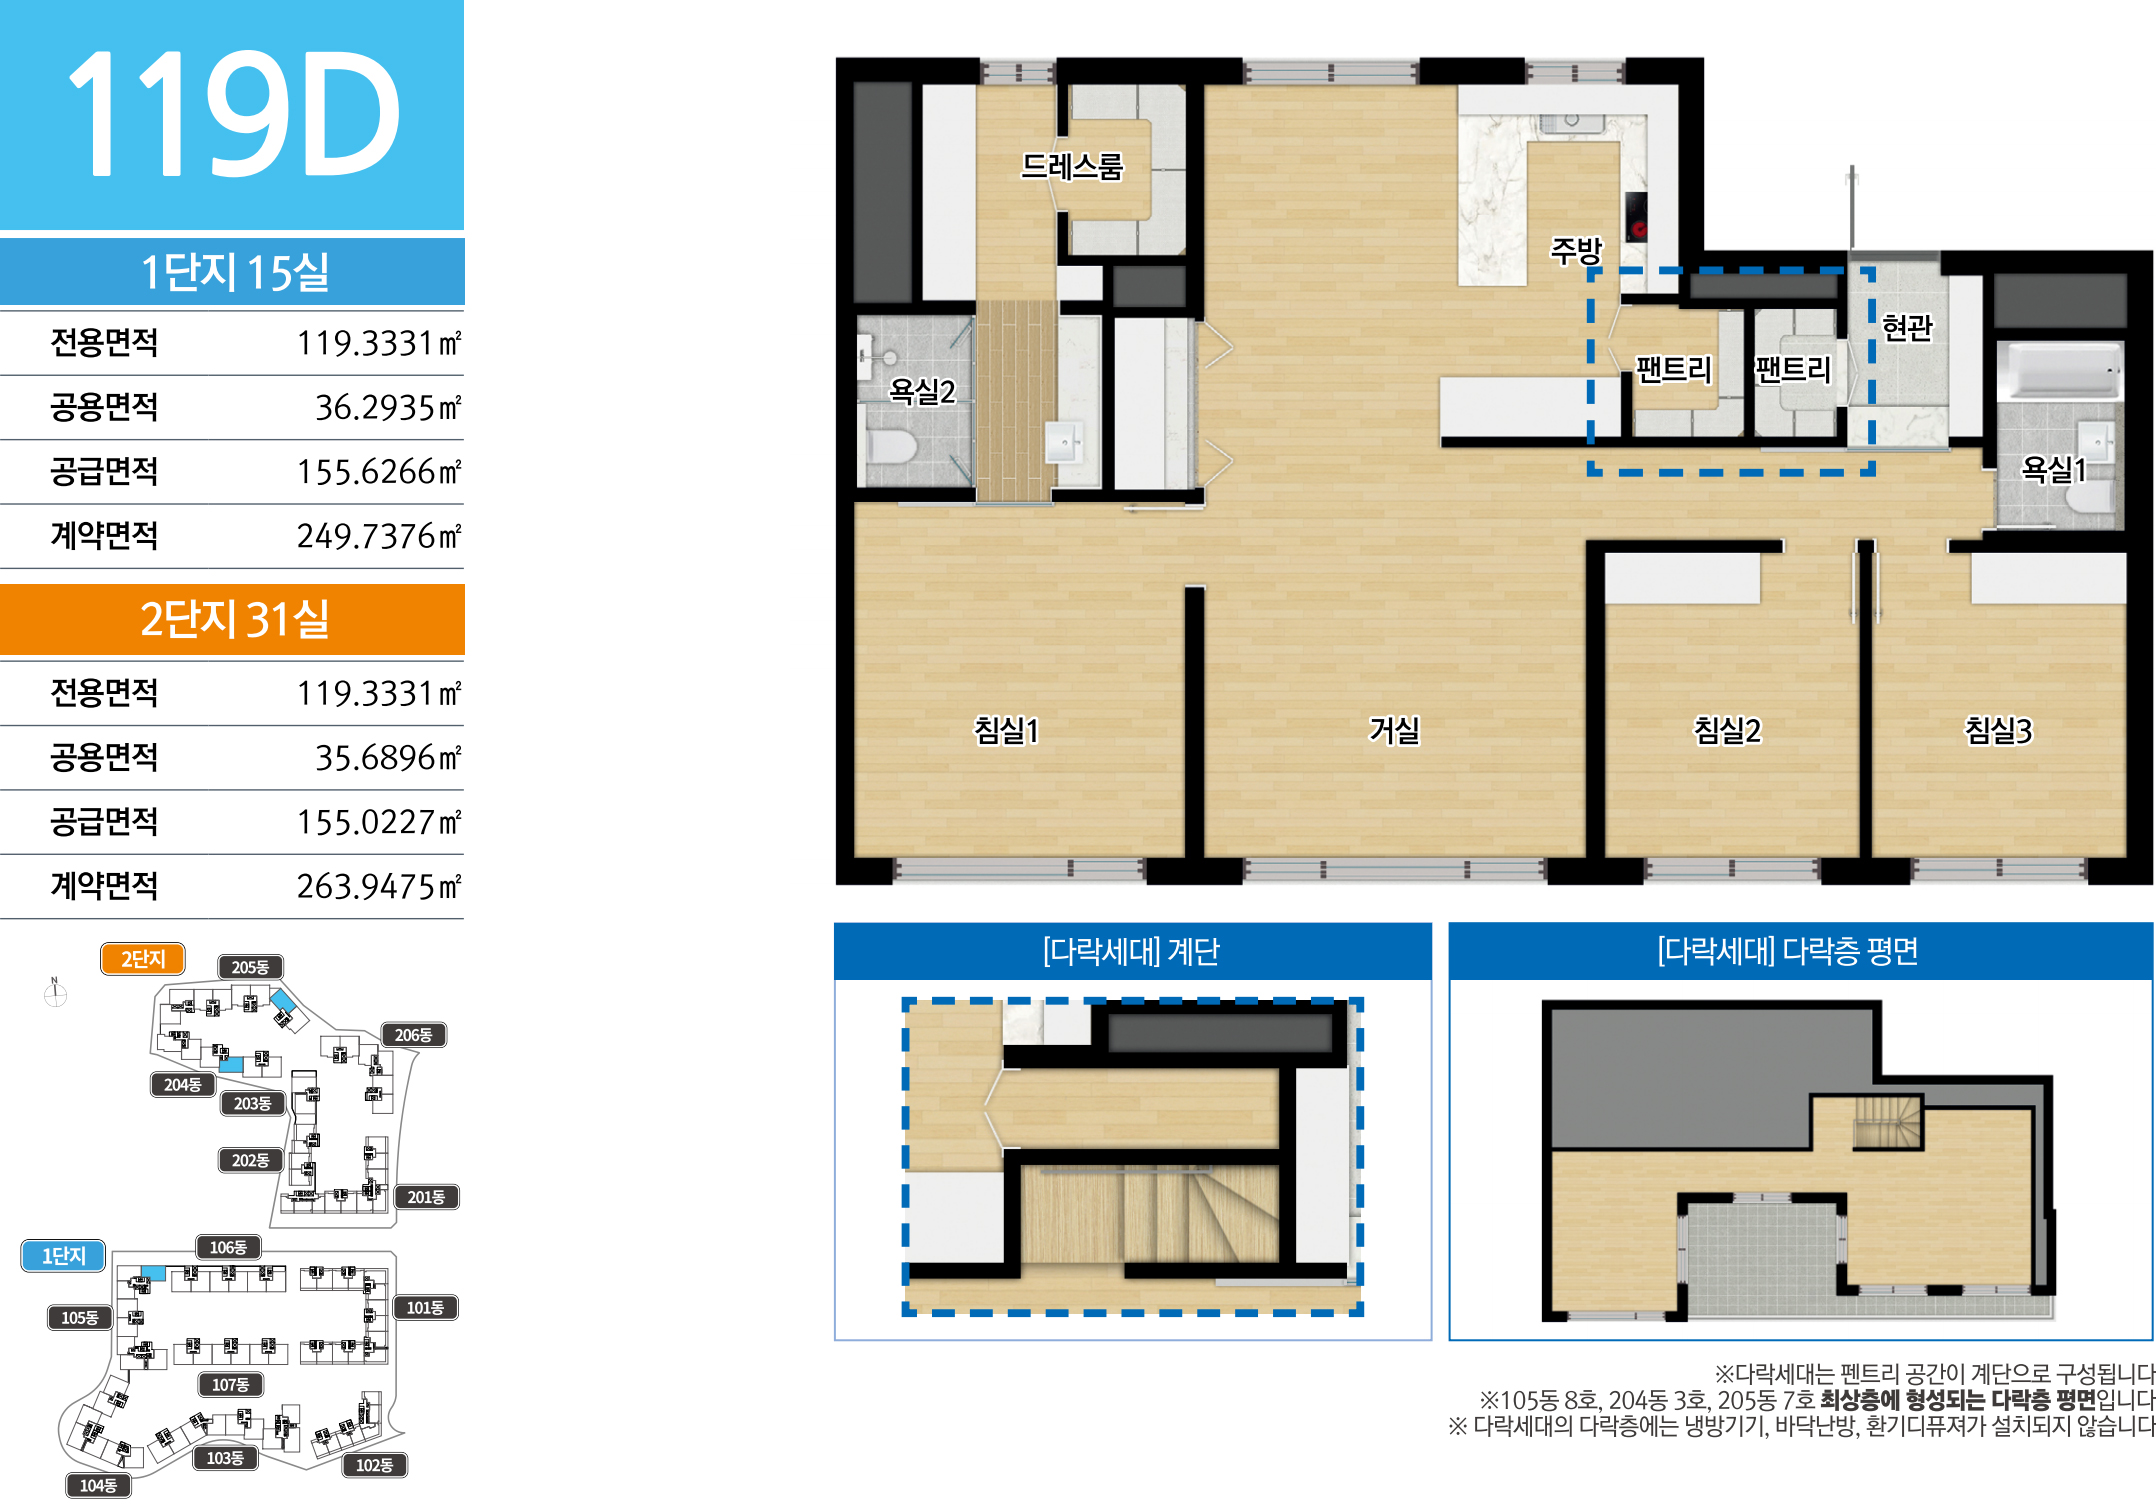 119D
1단지 15실
전용면적 119.3331㎡
공용면적 36.2935㎡
공급면적 155.6266㎡
계약면적 249.7376㎡
2단지 31실
전용면적 119.3331㎡
공용면적 35.6896㎡
공급면적 155.0227㎡
계약면적 263.9475㎡
2단지
205동
N
206동
204동
203동
202동
201동
106동
1단지
105동
101동
107동
103동
102동
104동
드레스룸
주방
현관
팬트리
팬트리
욕실2
욕실1
침실1
거실
침실2
침실3
[다락세대] 계단
[다락세대] 다락층 평면
※다락세대는 펜트리 공간이 계단으로 구성됩니다
※105동 8호, 204동 3호, 205동 7호 최상층에 형성되는 다락층 평면입니다
※ 다락세대의 다락층에는 냉방기기, 바닥난방, 환기디퓨져가 설치되지 않습니다